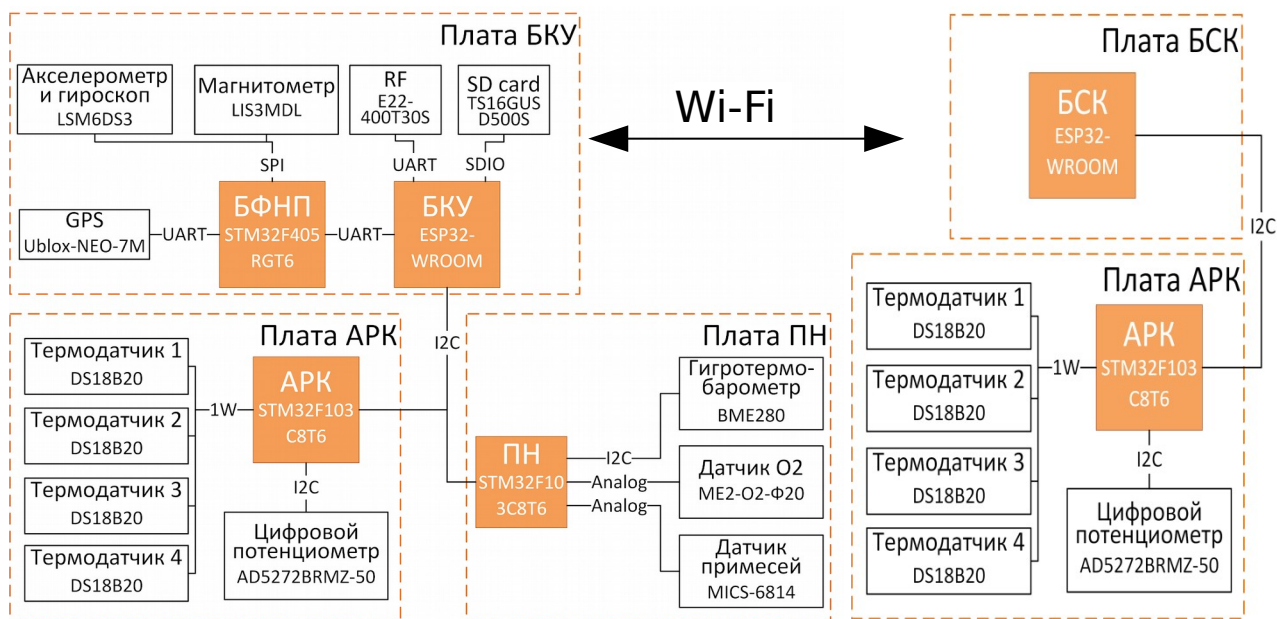 Плата БКУ
Акселерометр
и гироскоп
LSM6DS3
Магнитометр
LIS3MDL
RF
E22-
400T30S
SD card
TS16GUS
D500S
SPI
UART
SDIO
GPS
Ublox-NEO-7M
UART
БФНП
STM32F405
RGT6
UART
БКУ
ESP32-
WROOM
Wi-Fi
Плата БСК
БСК
ESP32-
WROOM
I2C
I2C
Плата АРК
Термодатчик 1
DS18B20
Термодатчик 2
DS18B20
Термодатчик 3
DS18B20
Термодатчик 4
DS18B20
1W
АРК
STM32F103
C8T6
I2C
Цифровой
потенциометр
AD5272BRMZ-50
Плата ПН
ПН
STM32F10
3C8T6
I2C
Analog
Analog
Гигротермо-
барометр
BME280
Датчик О2
ME2-O2-Ф20
Датчик
примесей
MICS-6814
Плата АРК
Термодатчик 1
DS18B20
Термодатчик 2
DS18B20
Термодатчик 3
DS18B20
Термодатчик 4
DS18B20
1W
АРК
STM32F103
C8T6
I2C
Цифровой
потенциометр
AD5272BRMZ-50